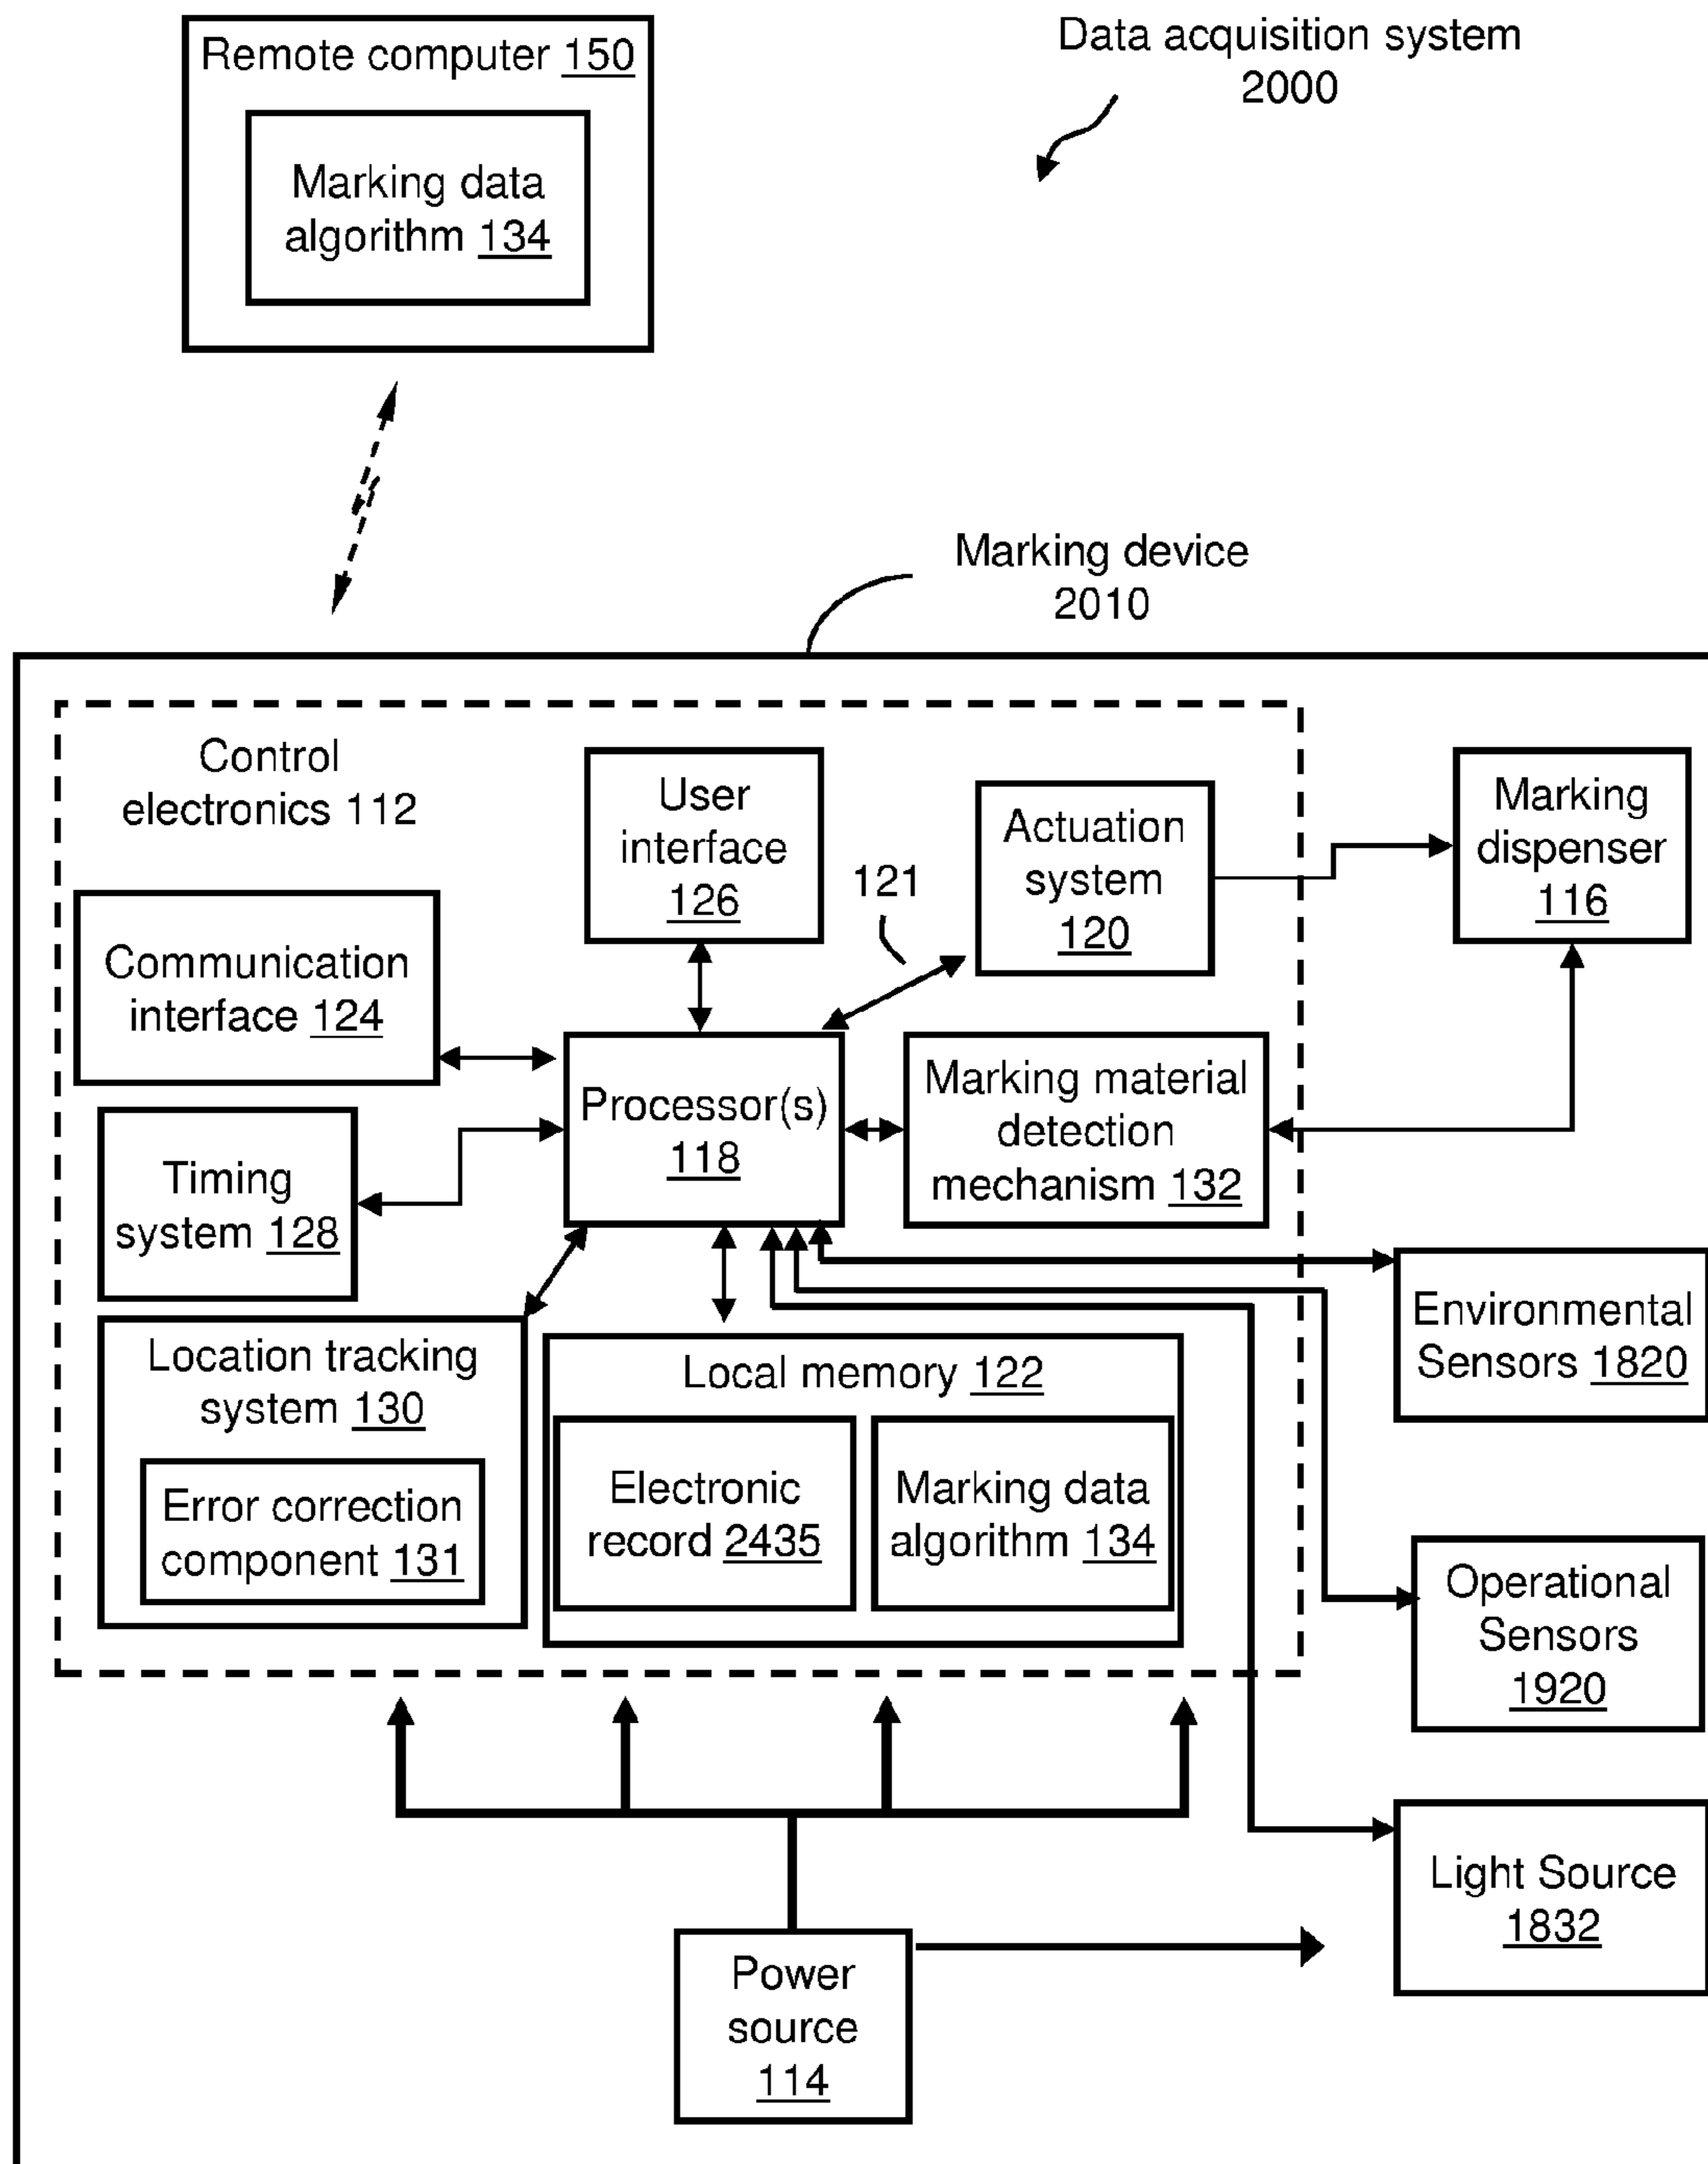 Remote computer 150
Marking data
algorithm 134
Data acquisition system
2000
Marking device
2010
Control
electronics 112
User
interface
126
121
Actuation
system
120
Marking
dispenser
116
Communication
interface 124
Processor(s)
118
Marking material
detection
mechanism 132
Timing
system 128
Environmental
Sensors 1820
Location tracking
system 130
Error correction
component 131
Local memory 122
Electronic
record 2435
Marking data
algorithm 134
Operational
Sensors
1920
Light Source
1832
Power
source
114